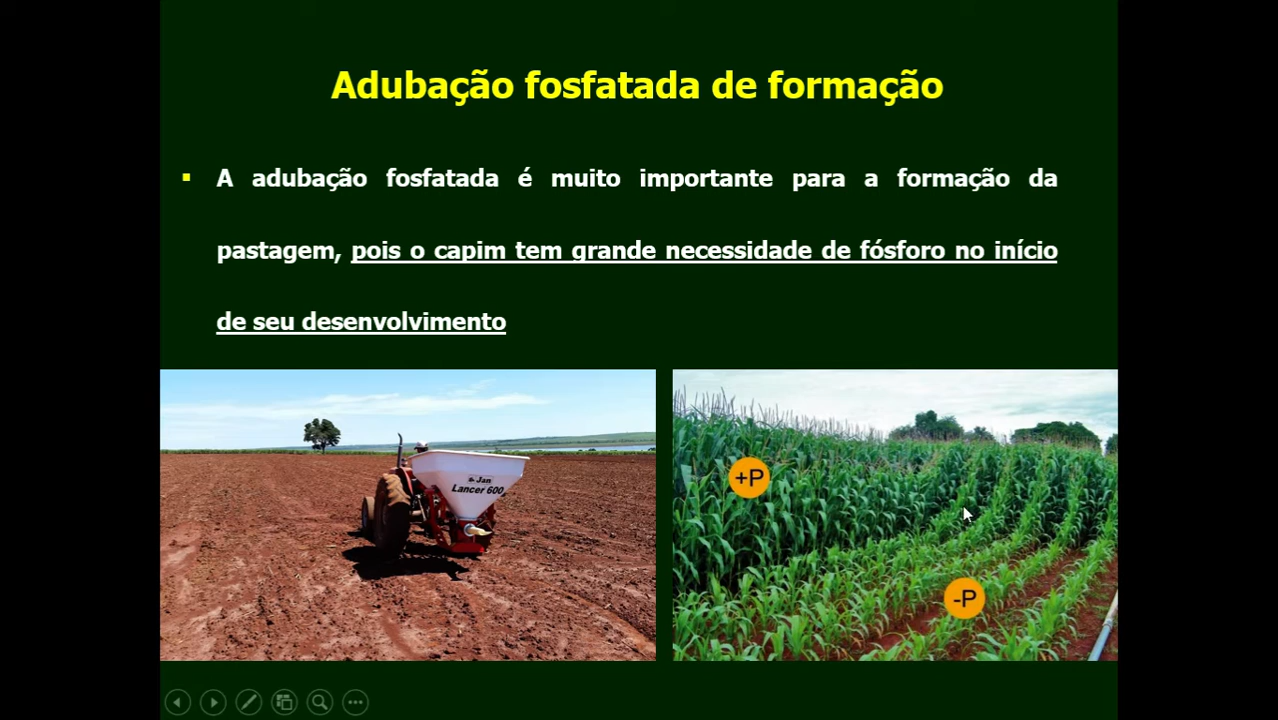 Adubação fosfatada de formação
A adubação fosfatada é muito importante para a formação da
pastagem, pois o capim tem grande necessidade de fósforo no início
de seu desenvolvimento
Jan
Lancer 600
+P
-P